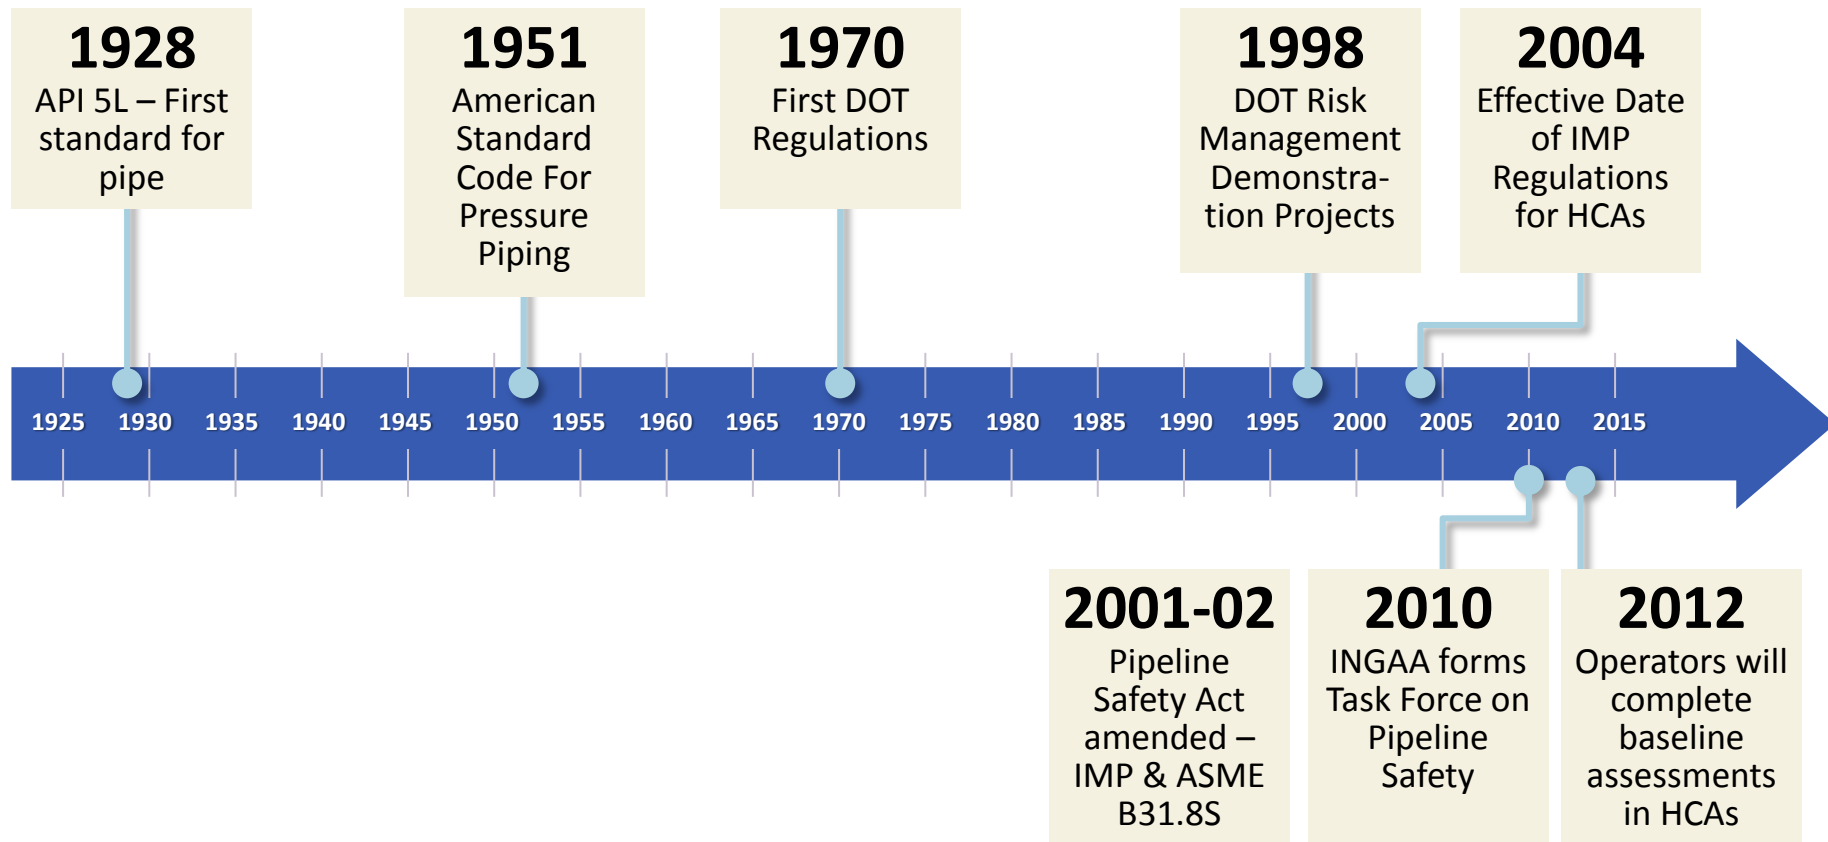 1928
API 5L – First
standard for
pipe
1951
American
Standard
Code For
Pressure
Piping
1970
First DOT
Regulations
1998
DOT Risk
Management
Demonstra-
tion Projects
2004
Effective Date
of IMP
Regulations
for HCAs
1925 1930 1935 1940 1945 1950 1955 1960 1965 1970 1975 1980 1985 1990 1995 2000 2005 2010 2015
2001-02
Pipeline
Safety Act
amended –
IMP & ASME
B31.8S
2010
INGAA forms
Task Force on
Pipeline
Safety
2012
Operators will
complete
baseline
assessments
in HCAs